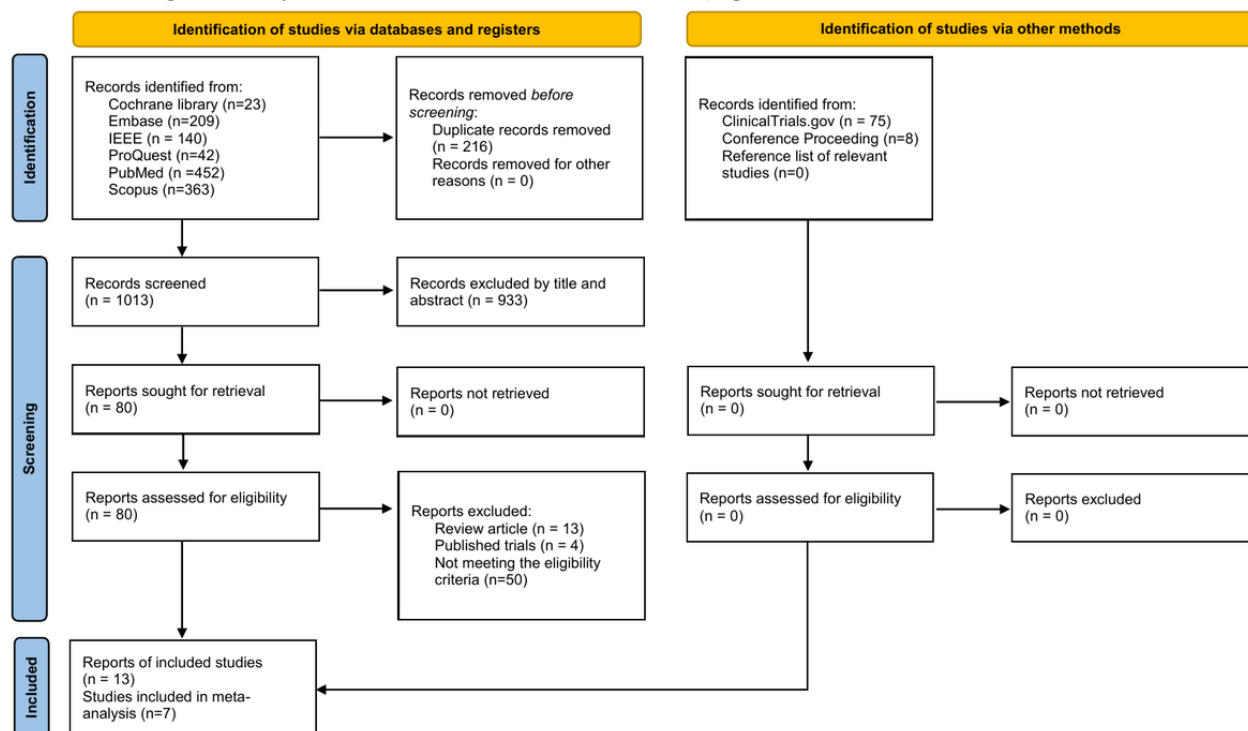 Identification of studies via databases and registers
Identification of studies via other methods
Identification
Records identified from:
Cochrane library (n=23)
Embase (n=209)
IEEE (n = 140)
ProQuest (n=42)
PubMed (n =452)
Scopus (n=363)
Records removed before
screening:
Duplicate records removed
(n = 216)
Records removed for other
reasons (n = 0)
Records identified from:
ClinicalTrials.gov (n = 75)
Conference Proceeding (n=8)
Reference list of relevant
studies (n=0)
Screening
Records screened
(n = 1013)
Records excluded by title and
abstract (n = 933)
Reports sought for retrieval
(n = 80)
Reports not retrieved
(n = 0)
Reports sought for retrieval
(n = 0)
Reports not retrieved
(n = 0)
Reports assessed for eligibility
(n = 80)
Reports excluded:
Review article (n = 13)
Published trials (n = 4)
Not meeting the eligibility
criteria (n=50)
Reports assessed for eligibility
(n = 0)
Reports excluded
(n = 0)
Included
Reports of included studies
(n = 13)
Studies included in meta-
analysis (n=7)